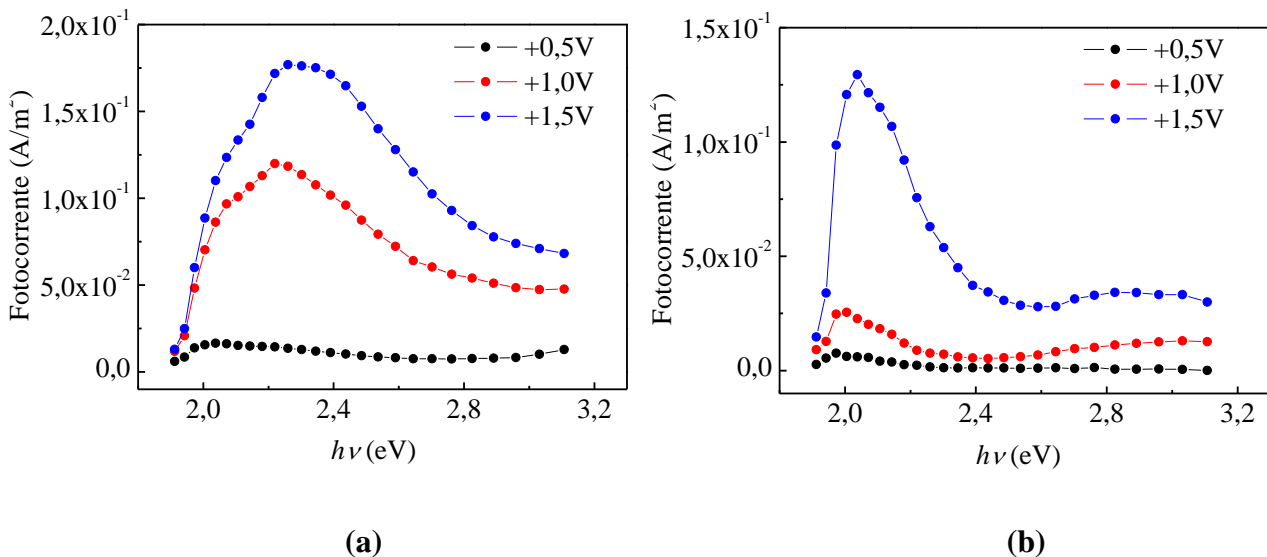 2,0x10⁻¹
1,5x10⁻¹
1,0x10⁻¹
5,0x10⁻²
0,0
Fotocorrente (A/m²)
+0,5V
+1,0V
+1,5V
2,0
2,4
2,8
3,2
hν (eV)
(a)
1,5x10⁻¹
1,0x10⁻¹
5,0x10⁻²
0,0
Fotocorrente (A/m²)
+0,5V
+1,0V
+1,5V
2,0
2,4
2,8
3,2
hν (eV)
(b)